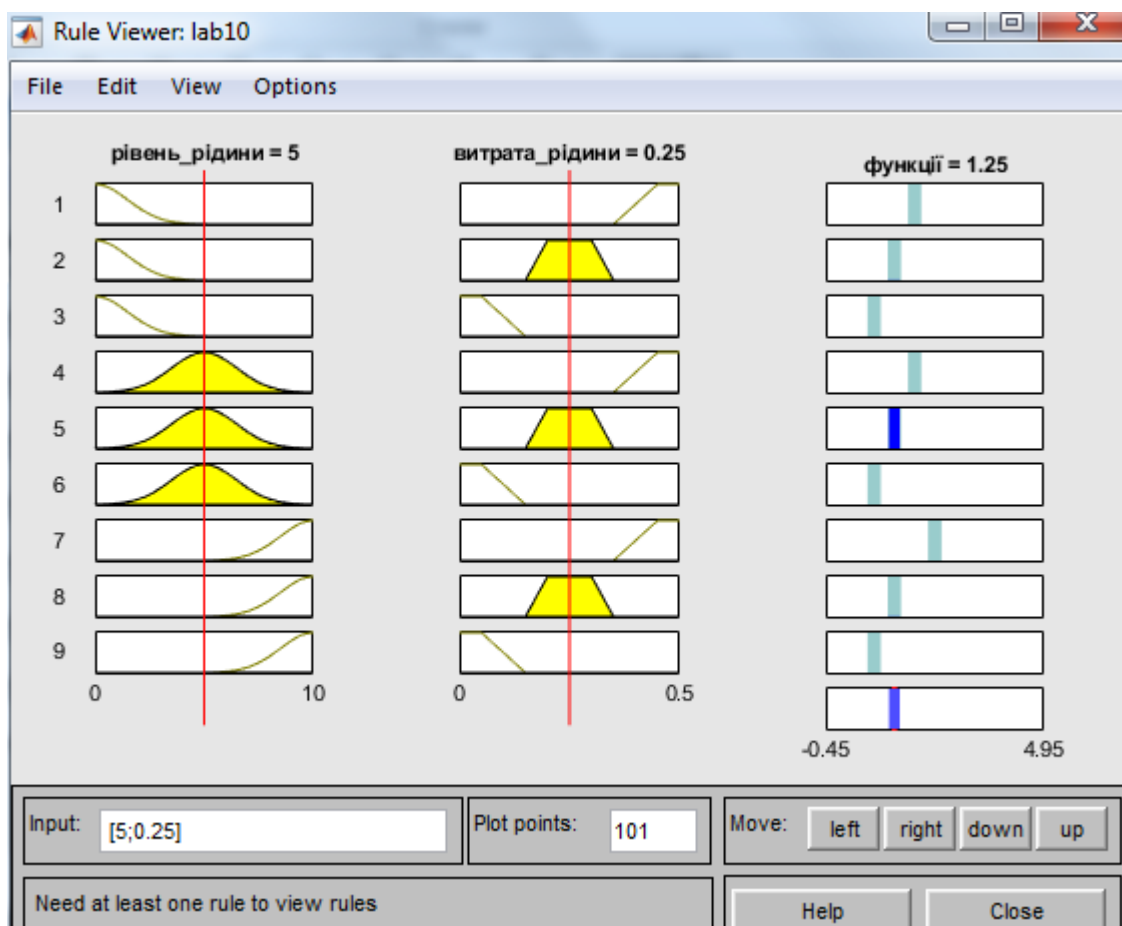 Rule Viewer: lab10
File Edit View Options
рівень_рідини = 5 витрата_рідини = 0.25 функції = 1.25
1
2
3
4
5
6
7
8
9
0 10 0 0.5
-0.45 4.95
Input: [5;0.25] Plot points: 101 Move: left right down up
Need at least one rule to view rules Help Close